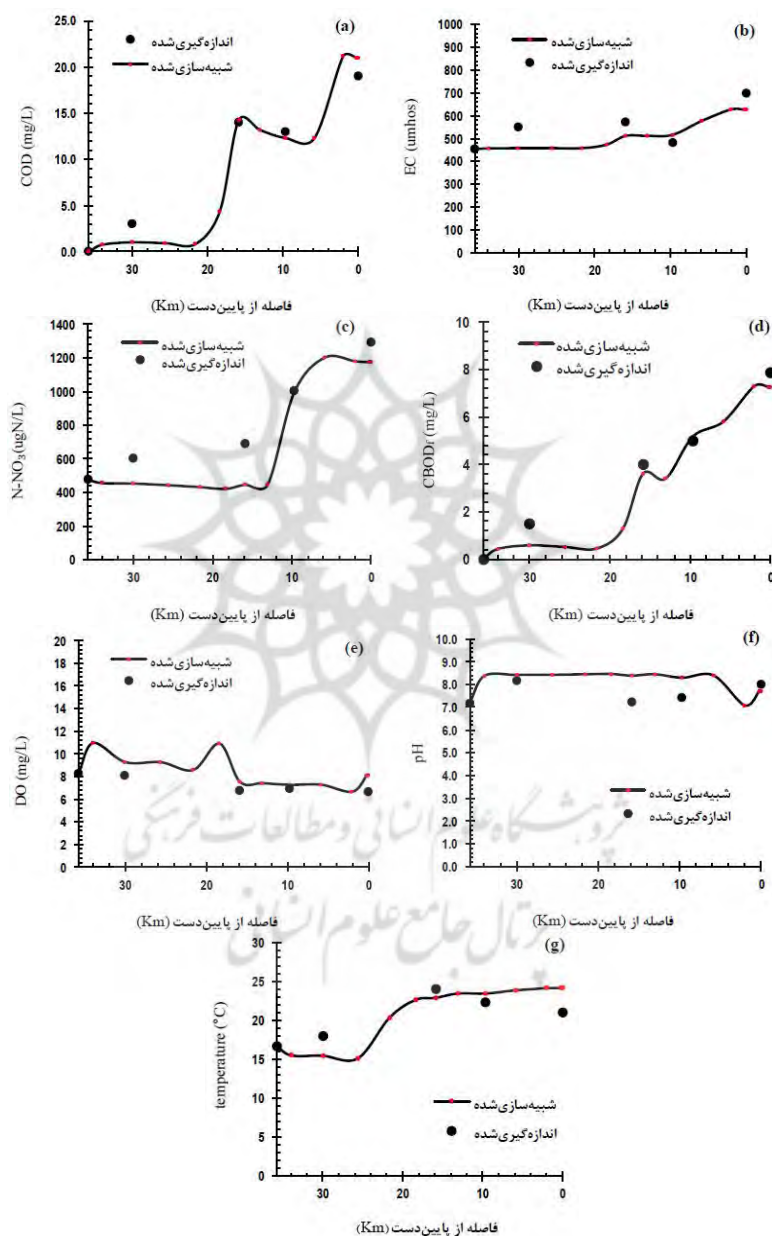 (a)
اندازه‌گیری‌شده
شبیه‌سازی‌شده
COD (mg/L)
25.0
20.0
15.0
10.0
5.0
0.0
30 20 10 0
فاصله از پایین‌دست (Km)
(b)
شبیه‌سازی‌شده
اندازه‌گیری‌شده
EC (umhos)
1000
900
800
700
600
500
400
300
200
100
0
30 20 10 0
فاصله از پایین‌دست (Km)
(c)
شبیه‌سازی‌شده
اندازه‌گیری‌شده
N-NO3(ugN/L)
1400
1200
1000
800
600
400
200
0
30 20 10 0
فاصله از پایین‌دست (Km)
(d)
شبیه‌سازی‌شده
اندازه‌گیری‌شده
CBODf (mg/L)
8
6
4
2
0
30 20 10 0
فاصله از پایین‌دست (Km)
(e)
شبیه‌سازی‌شده
اندازه‌گیری‌شده
DO (mg/L)
20
18
16
14
12
10
8
6
4
2
0
30 20 10 0
فاصله از پایین‌دست (Km)
(f)
pH
10.0
9.0
8.0
7.0
6.0
5.0
4.0
3.0
2.0
1.0
0.0
شبیه‌سازی‌شده
اندازه‌گیری‌شده
30 20 10 0
فاصله از پایین‌دست (Km)
پژوهشگاه علوم انسانی و مطالعات فرهنگی
پرتال جامع علوم انسانی
(g)
temperature (°C)
30
25
20
15
10
5
0
شبیه‌سازی‌شده
اندازه‌گیری‌شده
30 20 10 0
فاصله از پایین‌دست (Km)